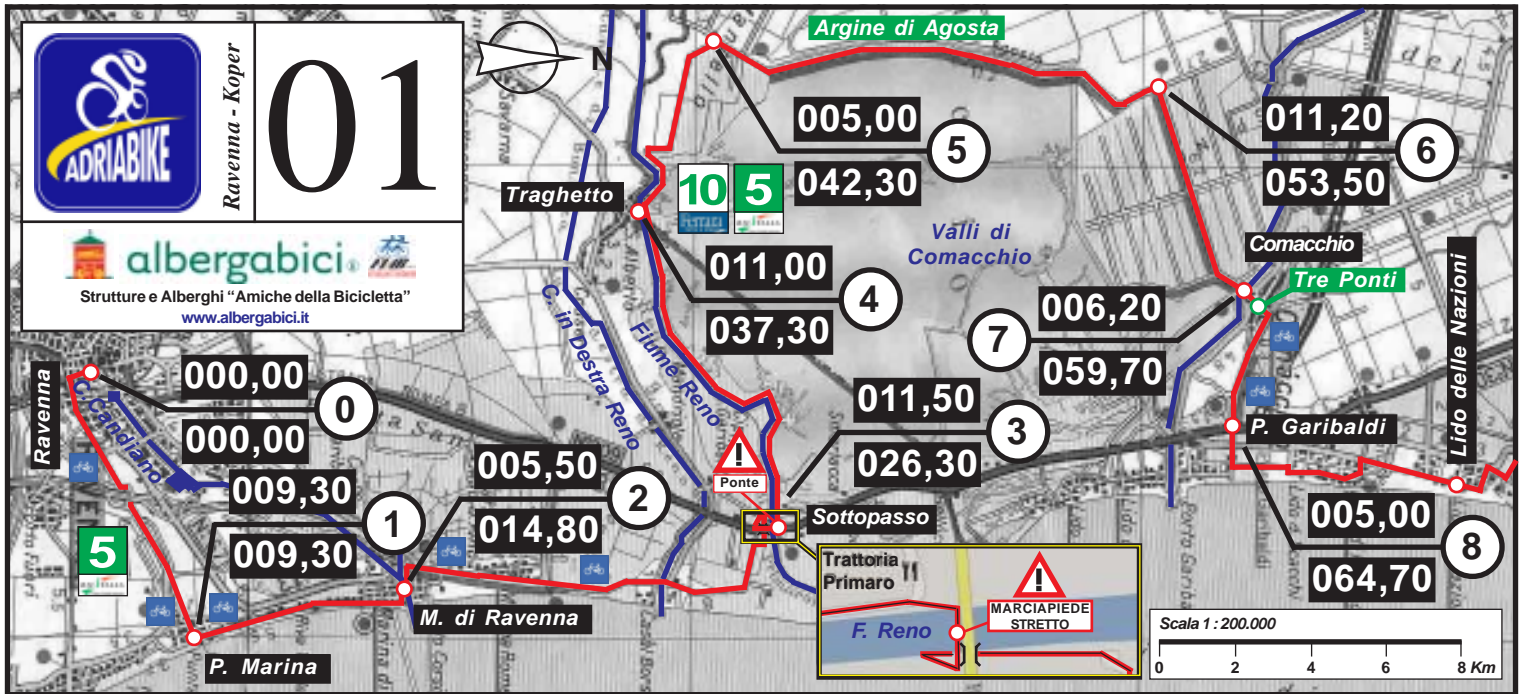 ADRIABIKE
Ravenna - Koper
01
albergabici®
Strutture e Alberghi “Amiche della Bicicletta”
www.albergabici.it
N
Argine di Agosta
005,00
5
042,30
011,20
6
053,50
Traghetto
10
Ferrara
5
Valli di
Comacchio
Comacchio
Tre Ponti
Lido delle Nazioni
011,00
4
037,30
006,20
7
059,70
C. in Destra Reno
Fiume Reno
Ravenna
C. Candiano
000,00
0
000,00
011,50
3
026,30
P. Garibaldi
Ponte
005,50
2
014,80
009,30
1
009,30
Sottopasso
005,00
8
064,70
5
M. di Ravenna
P. Marina
Trattoria
Primaro
MARCIAPIEDE
STRETTO
F. Reno
Scala 1 : 200.000
0 2 4 6 8 Km